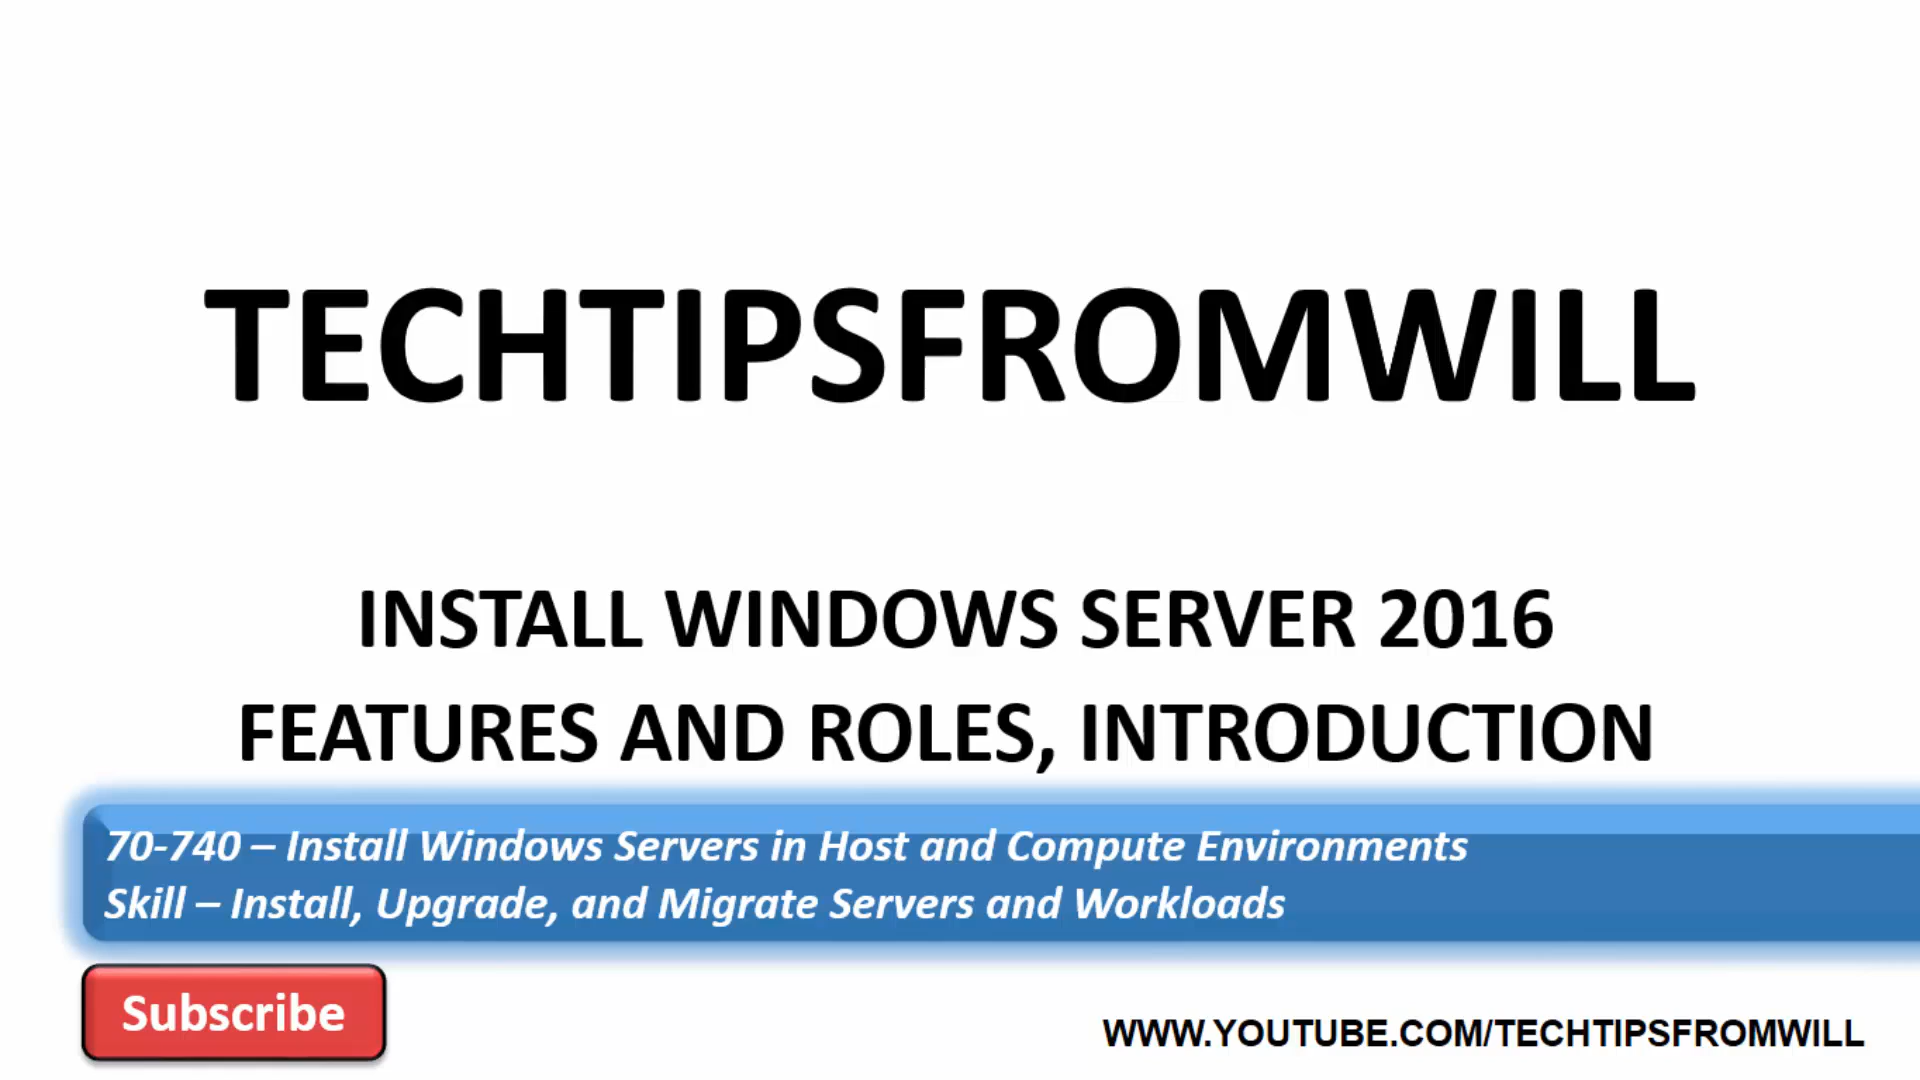 TECHTIPSFROMWILL
INSTALL WINDOWS SERVER 2016
FEATURES AND ROLES, INTRODUCTION
70-740 – Install Windows Servers in Host and Compute Environments
Skill – Install, Upgrade, and Migrate Servers and Workloads
Subscribe
WWW.YOUTUBE.COM/TECHTIPSFROMWILL